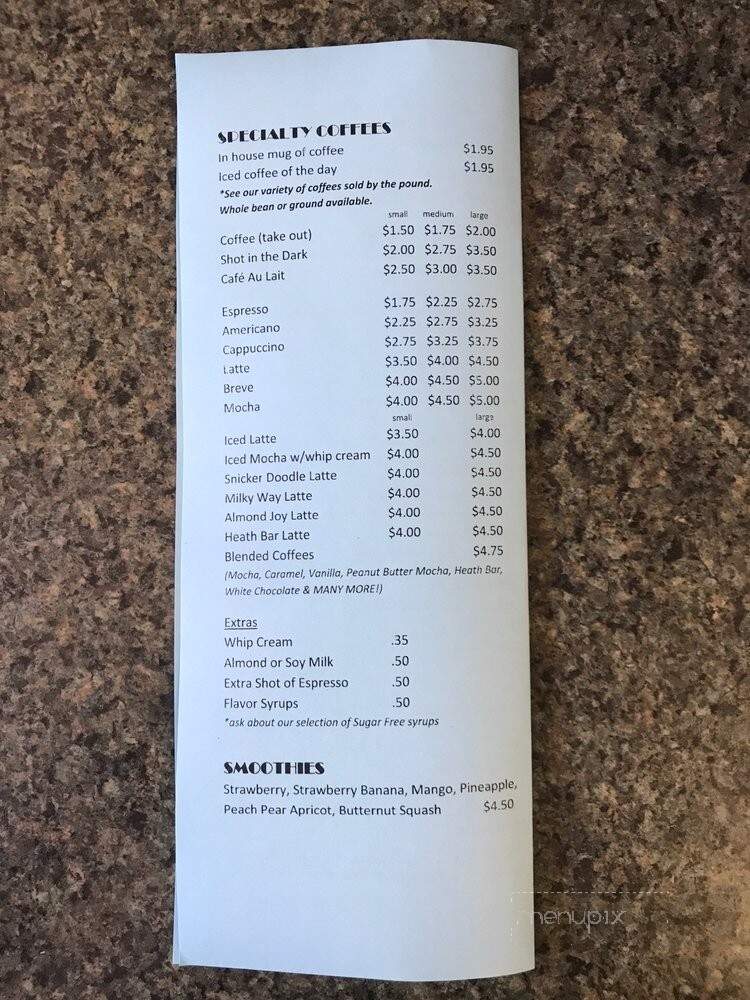 SPECIALTY COFFEES
In house mug of coffee $1.95
Iced coffee of the day $1.95
*See our variety of coffees sold by the pound.
Whole bean or ground available.
small medium large
Coffee (take out) $1.50 $1.75 $2.00
Shot in the Dark $2.00 $2.75 $3.50
Café Au Lait $2.50 $3.00 $3.50
Espresso $1.75 $2.25 $2.75
Americano $2.25 $2.75 $3.25
Cappuccino $2.75 $3.25 $3.75
Latte $3.50 $4.00 $4.50
Breve $4.00 $4.50 $5.00
Mocha $4.00 $4.50 $5.00
small large
Iced Latte $3.50 $4.00
Iced Mocha w/whip cream $4.00 $4.50
Snicker Doodle Latte $4.00 $4.50
Milky Way Latte $4.00 $4.50
Almond Joy Latte $4.00 $4.50
Heath Bar Latte $4.00 $4.50
Blended Coffees $4.75
(Mocha, Caramel, Vanilla, Peanut Butter Mocha, Heath Bar,
White Chocolate & MANY MORE!)
Extras
Whip Cream .35
Almond or Soy Milk .50
Extra Shot of Espresso .50
Flavor Syrups .50
*ask about our selection of Sugar Free syrups
SMOOTHIES
Strawberry, Strawberry Banana, Mango, Pineapple,
Peach Pear Apricot, Butternut Squash $4.50
menupix